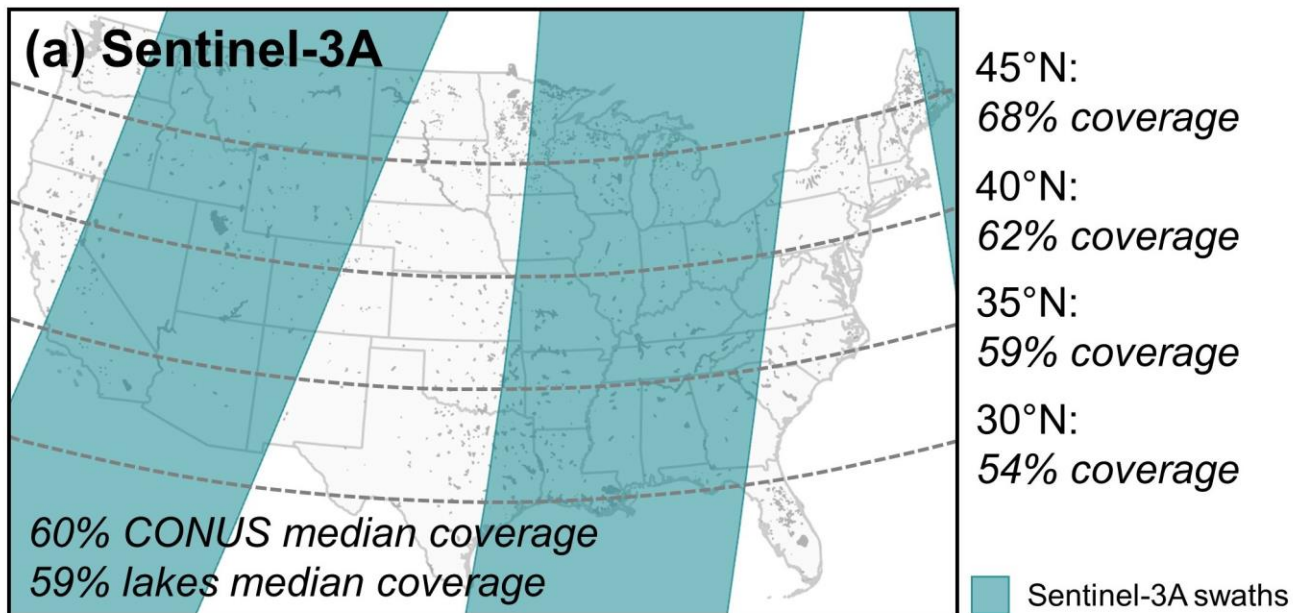 (a) Sentinel-3A
60% CONUS median coverage
59% lakes median coverage
45°N:
68% coverage
40°N:
62% coverage
35°N:
59% coverage
30°N:
54% coverage
Sentinel-3A swaths